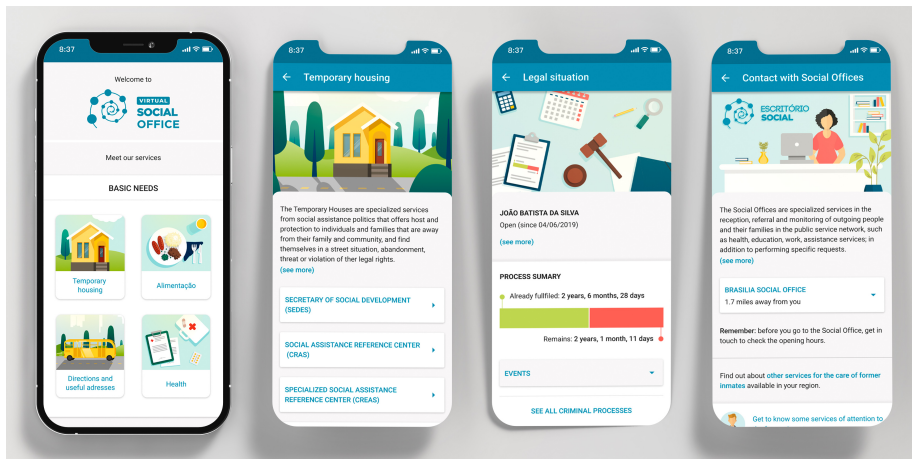 8:37
Welcome to
VIRTUAL
SOCIAL
OFFICE
Meet our services
BASIC NEEDS
Temporary
housing
Alimentação
Directions and
useful adresses
Health
8:37
Temporary housing
The Temporary Houses are specialized services
from social assistance politics that offers host and
protection to individuals and families that are away
from their family and community, and find
themselves in a street situation, abandonment,
threat or violation of ther legal rights.
(see more)
SECRETARY OF SOCIAL DEVELOPMENT
(SEDES)
SOCIAL ASSISTANCE REFERENCE CENTER
(CRAS)
SPECIALIZED SOCIAL ASSISTANCE
REFERENCE CENTER (CREAS)
8:37
Legal situation
JOÃO BATISTA DA SILVA
Open (since 04/06/2019)
(see more)
PROCESS SUMARY
Already fullfiled: 2 years, 6 months, 28 days
Remains: 2 years, 1 month, 11 days
EVENTS
SEE ALL CRIMINAL PROCESSES
8:37
Contact with Social Offices
ESCRITÓRIO
SOCIAL
The Social Offices are specialized services in the
reception, referral and monitoring of outgoing people
and their families in the public service network, such
as health, education, work, assistance services; in
addition to performing specific requests.
(see more)
BRASILIA SOCIAL OFFICE
1.7 miles away from you
Remember: before you go to the Social Office, get in
touch to check the opening hours.
Find out about other services for the care of former
inmates available in your region.
Get to know some services of attention to